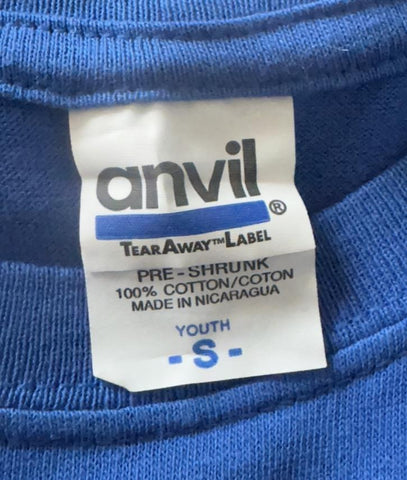 anvil®
TEARAWAY™LABEL
PRE-SHRUNK
100% COTTON/COTON
MADE IN NICARAGUA
YOUTH
- S -